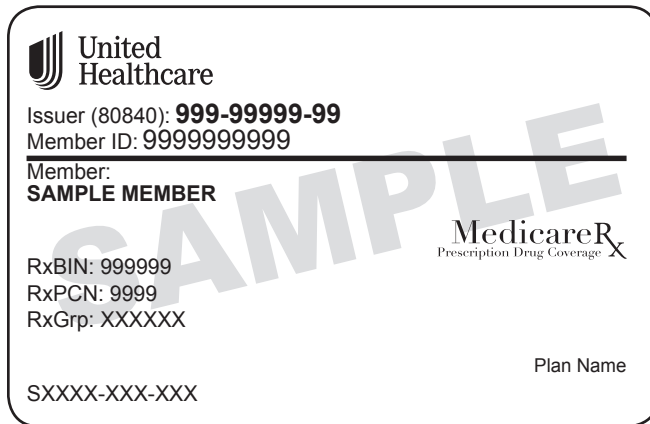 United
Healthcare
Issuer (80840): 999-99999-99
Member ID: 9999999999
Member:
SAMPLE MEMBER
SAMPLE
MedicareRx
Prescription Drug Coverage
RxBIN: 999999
RxPCN: 9999
RxGrp: XXXXXX
Plan Name
SXXXX-XXX-XXX